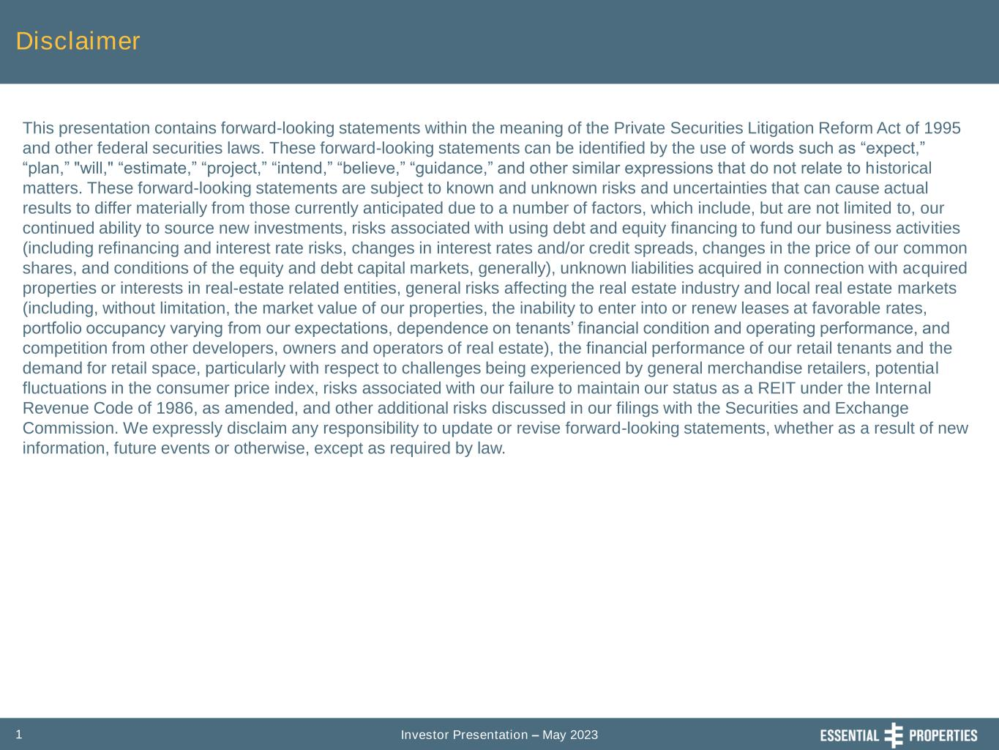 Disclaimer
This presentation contains forward-looking statements within the meaning of the Private Securities Litigation Reform Act of 1995
and other federal securities laws. These forward-looking statements can be identified by the use of words such as “expect,”
“plan,” "will," “estimate,” “project,” “intend,” “believe,” “guidance,” and other similar expressions that do not relate to historical
matters. These forward-looking statements are subject to known and unknown risks and uncertainties that can cause actual
results to differ materially from those currently anticipated due to a number of factors, which include, but are not limited to, our
continued ability to source new investments, risks associated with using debt and equity financing to fund our business activities
(including refinancing and interest rate risks, changes in interest rates and/or credit spreads, changes in the price of our common
shares, and conditions of the equity and debt capital markets, generally), unknown liabilities acquired in connection with acquired
properties or interests in real-estate related entities, general risks affecting the real estate industry and local real estate markets
(including, without limitation, the market value of our properties, the inability to enter into or renew leases at favorable rates,
portfolio occupancy varying from our expectations, dependence on tenants’ financial condition and operating performance, and
competition from other developers, owners and operators of real estate), the financial performance of our retail tenants and the
demand for retail space, particularly with respect to challenges being experienced by general merchandise retailers, potential
fluctuations in the consumer price index, risks associated with our failure to maintain our status as a REIT under the Internal
Revenue Code of 1986, as amended, and other additional risks discussed in our filings with the Securities and Exchange
Commission. We expressly disclaim any responsibility to update or revise forward-looking statements, whether as a result of new
information, future events or otherwise, except as required by law.
1
Investor Presentation – May 2023
ESSENTIAL PROPERTIES